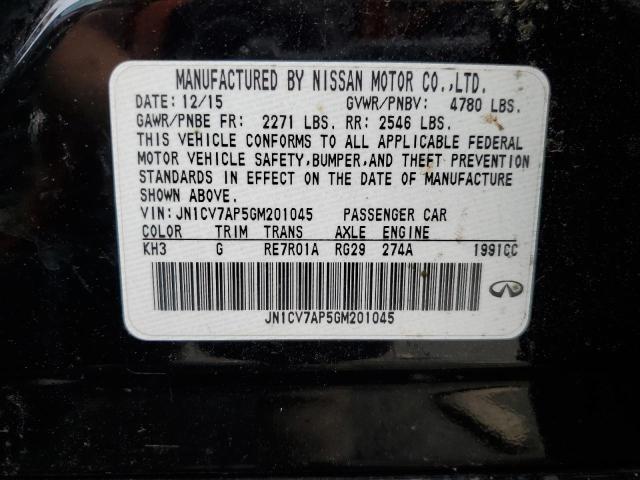 MANUFACTURED BY NISSAN MOTOR CO.,LTD.
DATE: 12/15 GVWR/PNBV: 4780 LBS.
GAWR/PNBE FR: 2271 LBS. RR: 2546 LBS.
THIS VEHICLE CONFORMS TO ALL APPLICABLE FEDERAL
MOTOR VEHICLE SAFETY,BUMPER,AND THEFT PREVENTION
STANDARDS IN EFFECT ON THE DATE OF MANUFACTURE
SHOWN ABOVE.
VIN: JN1CV7AP5GM201045 PASSENGER CAR
COLOR TRIM TRANS AXLE ENGINE
KH3 G RE7R01A RG29 274A 1991CC
JN1CV7AP5GM201045